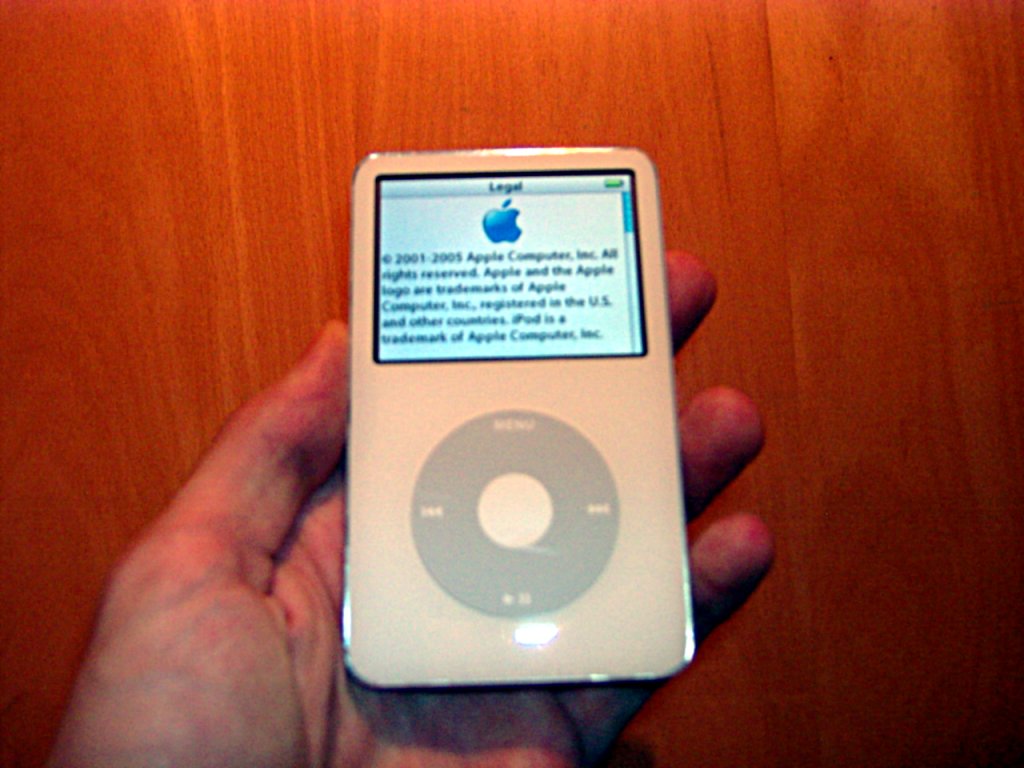 Legal
© 2001-2005 Apple Computer, Inc. All
rights reserved. Apple and the Apple
logo are trademarks of Apple
Computer, Inc., registered in the U.S.
and other countries. iPod is a
trademark of Apple Computer, Inc.
MENU